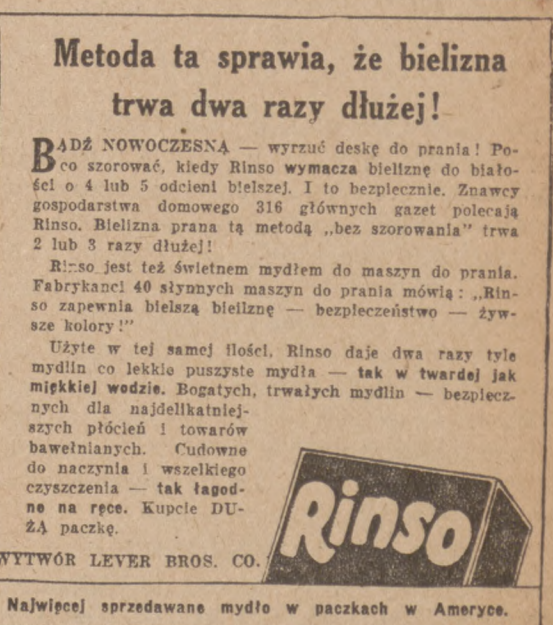 Metoda ta sprawia, że bielizna
trwa dwa razy dłużej!
BĄDŹ NOWOCZESNĄ — wyrzuć deskę do prania! Po-
co szorować, kiedy Rinso wymacza bieliznę do biało-
ści o 4 lub 5 odcieni bielszej. I to bezpiecznie. Znawcy
gospodarstwa domowego 316 głównych gazet polecają
Rinso. Bielizna prana tą metodą „bez szorowania" trwa
2 lub 3 razy dłużej!
Rinso jest też świetnem mydłem do maszyn do prania.
Fabrykanci 40 słynnych maszyn do prania mówią: „Rin-
so zapewnia bielszą bieliznę — bezpieczeństwo — żyw-
sze kolory!"
Użyte w tej samej ilości, Rinso daje dwa razy tyle
mydlin co lekkie puszyste mydła — tak w twardej jak
miękkiej wodzie. Bogatych, trwałych mydlin — bezpiecz-
nych dla najdelikatniej-
szych płócień i towarów
bawełnianych. Cudowne
do naczynia i wszelkiego
czyszczenia — tak łagod-
ne na ręce. Kupcie DU-
ŻĄ paczkę.
WYTWÓR LEVER BROS. CO.
Rinso
Najwięcej sprzedawane mydło w paczkach w Ameryce.